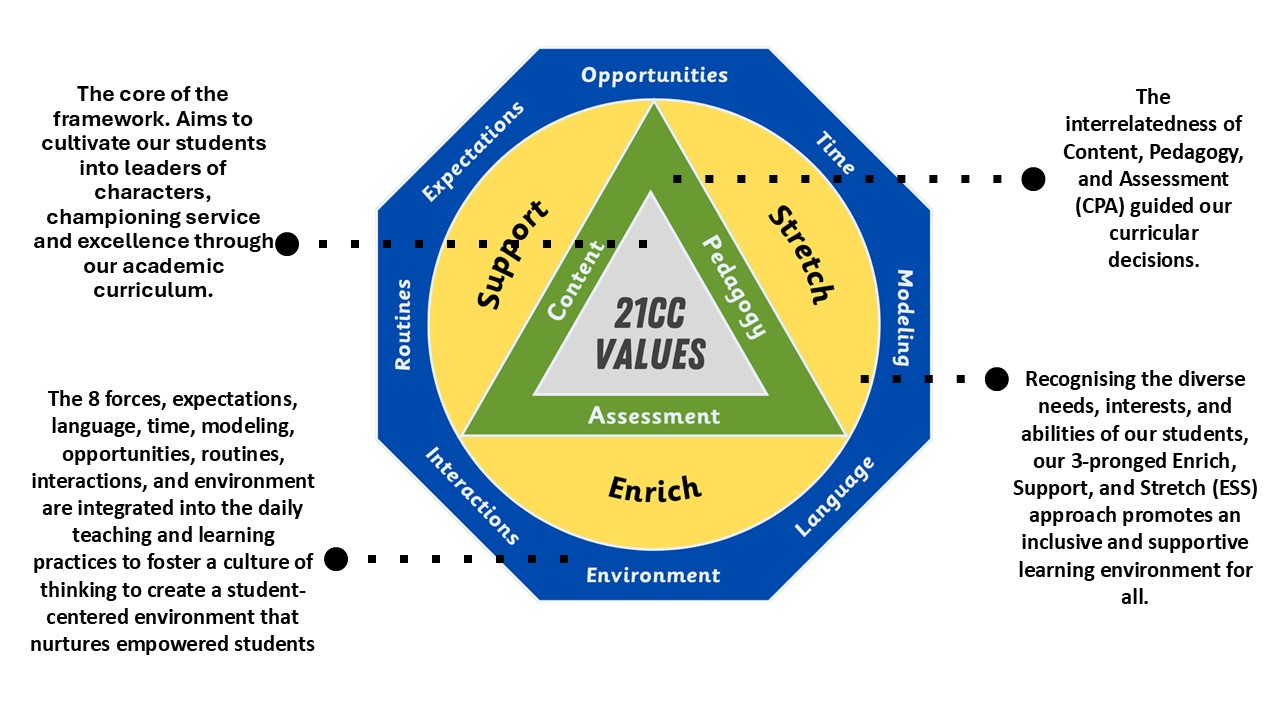 The core of the
framework. Aims to
cultivate our students
into leaders of
characters,
championing service
and excellence through
our academic
curriculum.
The 8 forces, expectations,
language, time, modeling,
opportunities, routines,
interactions, and environment
are integrated into the daily
teaching and learning
practices to foster a culture of
thinking to create a student-
centered environment that
nurtures empowered students
Opportunities
Expectations
Time
Routines
Modeling
Interactions
Language
Environment
Support
Stretch
Enrich
Content
Pedagogy
Assessment
21CC
VALUES
The
interrelatedness of
Content, Pedagogy,
and Assessment
(CPA) guided our
curricular
decisions.
Recognising the diverse
needs, interests, and
abilities of our students,
our 3-pronged Enrich,
Support, and Stretch (ESS)
approach promotes an
inclusive and supportive
learning environment for
all.